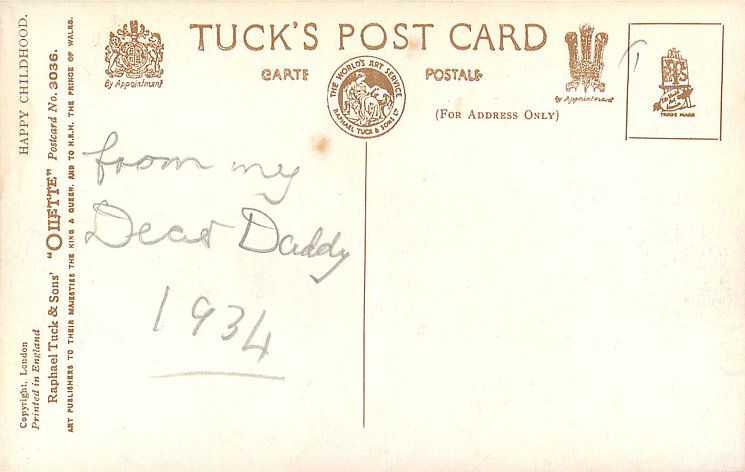 TUCK'S POST CARD
CARTE POSTALE
(FOR ADDRESS ONLY)
By Appointment
THE WORLD'S ART SERVICE
RAPHAEL TUCK & SONS LTD
By Appointment
TRADE MARK
from my
Dear Daddy
1934
HAPPY CHILDHOOD.
Raphael Tuck & Sons' "OILETTE" Postcard No. 3036.
ART PUBLISHERS TO THEIR MAJESTIES THE KING & QUEEN, AND TO H.R.H. THE PRINCE OF WALES.
Copyright, London
Printed in England